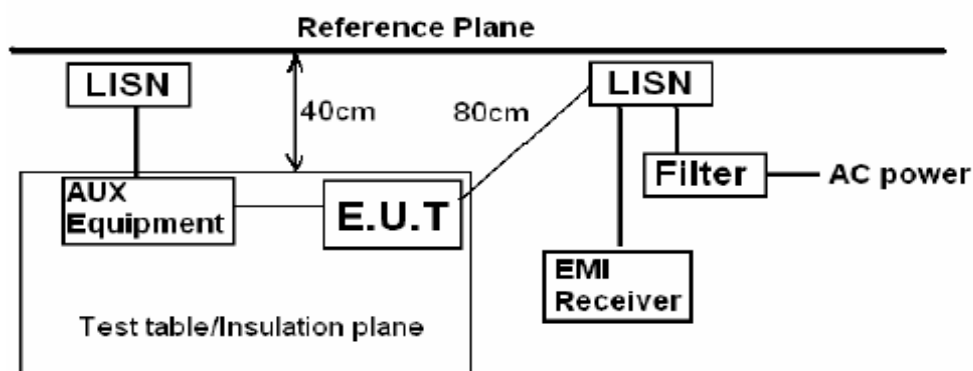 Reference Plane
LISN
40cm
80cm
LISN
AUX
Equipment
E.U.T
Filter
AC power
EMI
Receiver
Test table/Insulation plane